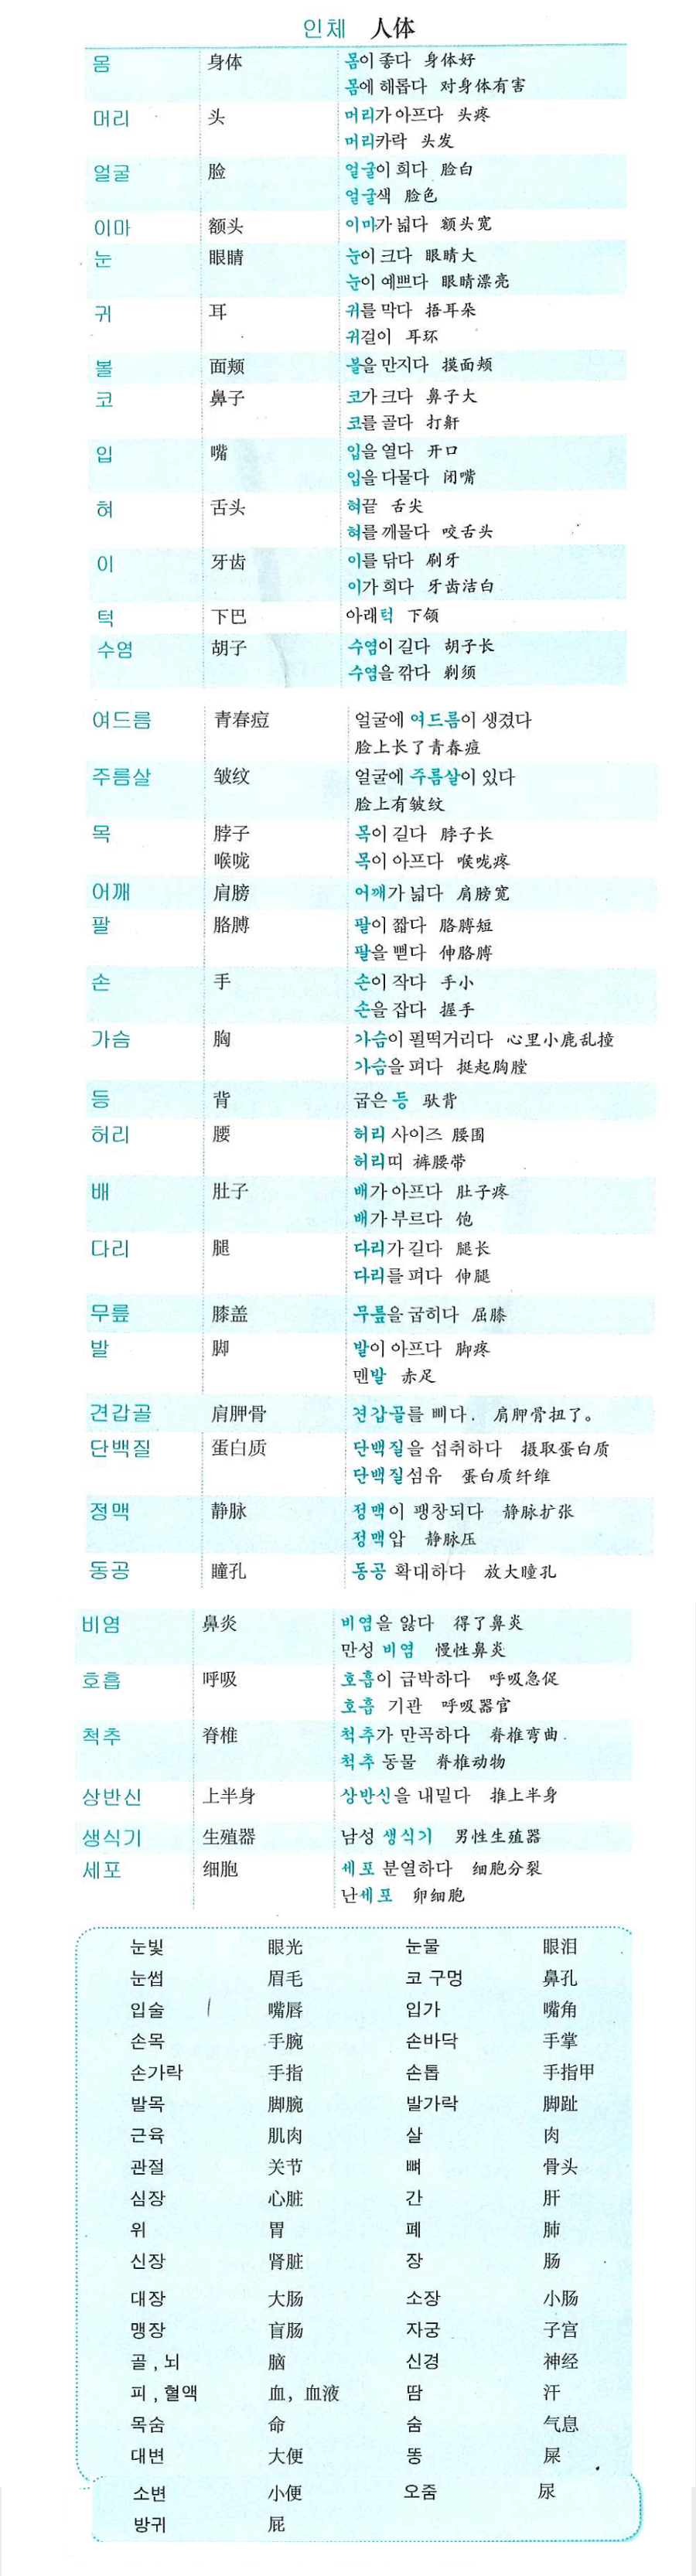 인체 人体
몸 身体 몸이 좋다 身体好
몸에 해롭다 对身体有害
머리 头 머리가 아프다 头疼
머리카락 头发
얼굴 脸 얼굴이 희다 脸白
얼굴색 脸色
이마 额头 이마가 넓다 额头宽
눈 眼睛 눈이 크다 眼睛大
눈이 예쁘다 眼睛漂亮
귀 耳 귀를 막다 捂耳朵
귀걸이 耳环
볼 面颊 볼을 만지다 摸面颊
코 鼻子 코가 크다 鼻子大
코를 골다 打鼾
입 嘴 입을 열다 开口
입을 다물다 闭嘴
혀 舌头 혀끝 舌尖
혀를 깨물다 咬舌头
이 牙齿 이를 닦다 刷牙
이가 희다 牙齿洁白
턱 下巴 아래턱 下颌
수염 胡子 수염이 길다 胡子长
수염을 깎다 剃须
여드름 青春痘 얼굴에 여드름이 생겼다
脸上长了青春痘
주름살 皱纹 얼굴에 주름살이 있다
脸上有皱纹
목 脖子 목이 길다 脖子长
喉咙 목이 아프다 喉咙疼
어깨 肩膀 어깨가 넓다 肩膀宽
팔 胳膊 팔이 짧다 胳膊短
팔을 뻗다 伸胳膊
손 手 손이 작다 手小
손을 잡다 握手
가슴 胸 가슴이 펄떡거리다 心里小鹿乱撞
가슴을 펴다 挺起胸膛
등 背 굽은 등 驮背
허리 腰 허리 사이즈 腰围
허리띠 裤腰带
배 肚子 배가 아프다 肚子疼
배가 부르다 饱
다리 腿 다리가 길다 腿长
다리를 펴다 伸腿
무릎 膝盖 무릎을 굽히다 屈膝
발 脚 발이 아프다 脚疼
맨발 赤足
견갑골 肩胛骨 견갑골를 삐다. 肩胛骨扭了。
단백질 蛋白质 단백질을 섭취하다 摄取蛋白质
단백질섬유 蛋白质纤维
정맥 静脉 정맥이 팽창되다 静脉扩张
정맥압 静脉压
동공 瞳孔 동공 확대하다 放大瞳孔
비염 鼻炎 비염을 앓다 得了鼻炎
만성 비염 慢性鼻炎
호흡 呼吸 호흡이 급박하다 呼吸急促
호흡 기관 呼吸器官
척추 脊椎 척추가 만곡하다 脊椎弯曲.
척추 동물 脊椎动物
상반신 上半身 상반신을 내밀다 推上半身
생식기 生殖器 남성 생식기 男性生殖器
세포 细胞 세포 분열하다 细胞分裂
난세포 卵细胞
눈빛 眼光 눈물 眼泪
눈썹 眉毛 코 구멍 鼻孔
입술 嘴唇 입가 嘴角
손목 手腕 손바닥 手掌
손가락 手指 손톱 手指甲
발목 脚腕 발가락 脚趾
근육 肌肉 살 肉
관절 关节 뼈 骨头
심장 心脏 간 肝
위 胃 폐 肺
신장 肾脏 장 肠
대장 大肠 소장 小肠
맹장 盲肠 자궁 子宫
골 , 뇌 脑 신경 神经
피 , 혈액 血，血液 땀 汗
목숨 命 숨 气息
대변 大便 똥 屎
소변 小便 오줌 尿
방귀 屁